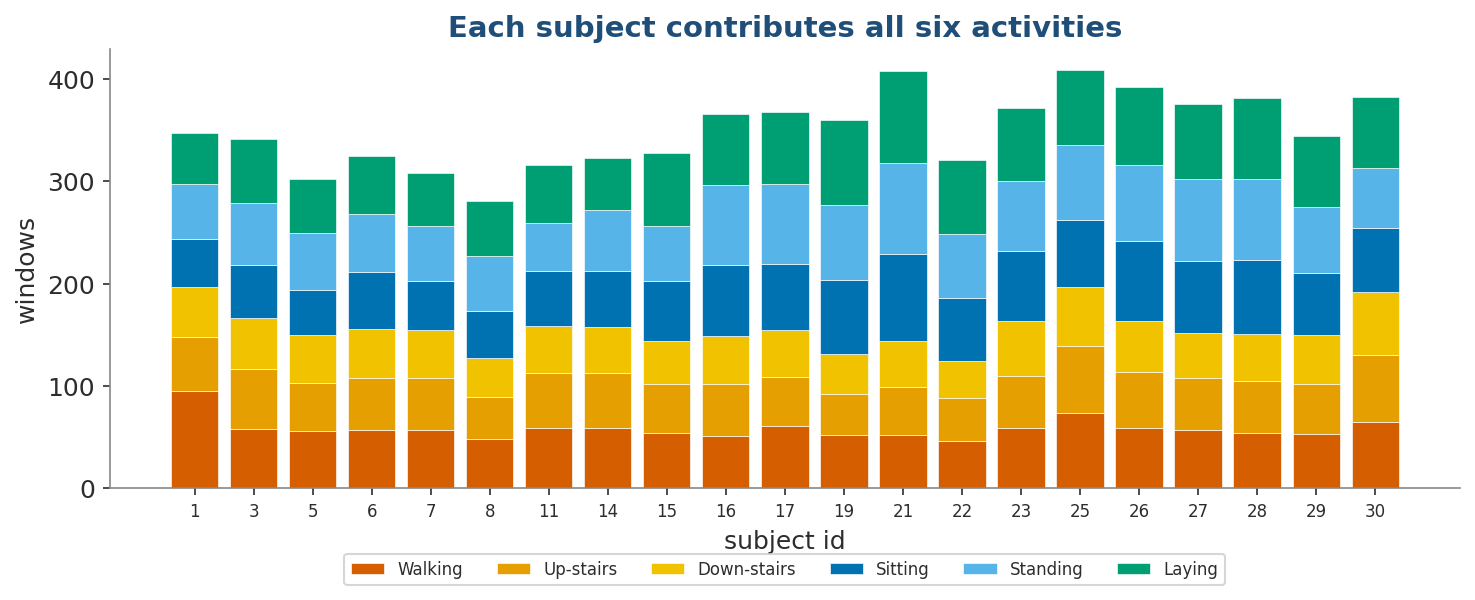 Each subject contributes all six activities
windows
400
300
200
100
0
1 3 5 6 7 8 11 14 15 16 17 19 21 22 23 25 26 27 28 29 30
subject id
Walking Up-stairs Down-stairs Sitting Standing Laying